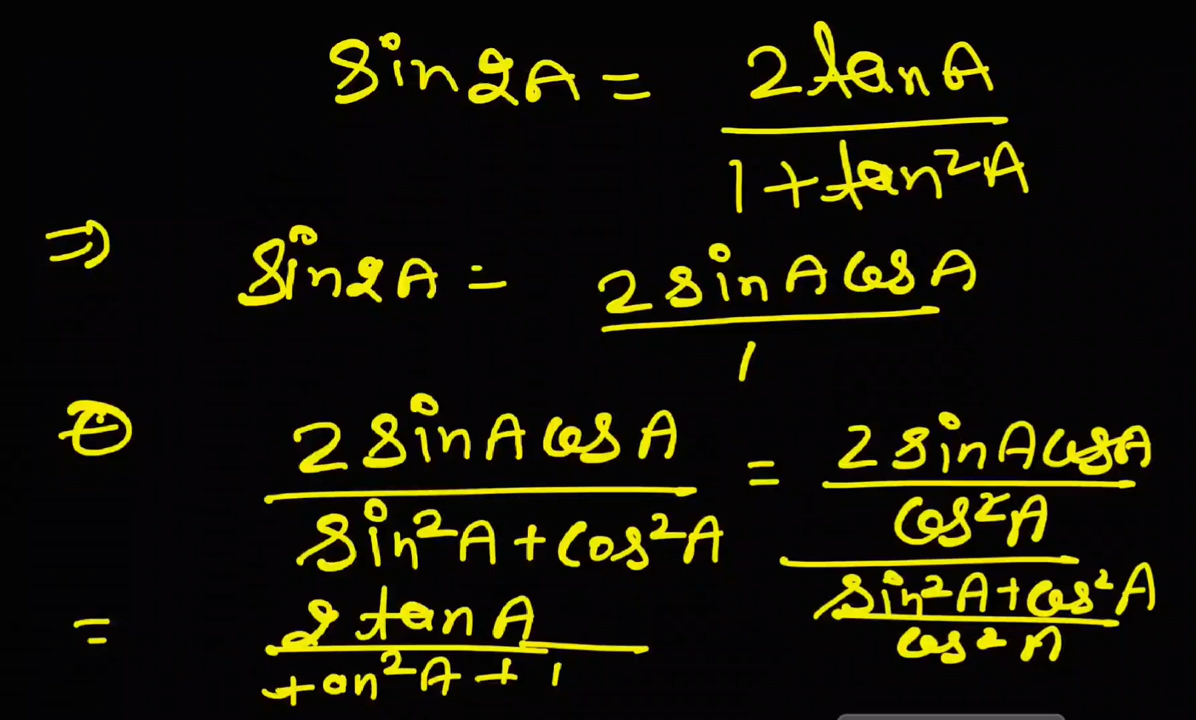 sin2A = 2tanA / 1+tan²A
⇒ sin2A = 2sinAcosA / 1
2sinAcosA / sin²A+cos²A = 2sinAcosA / cos²A / sin²A+cos²A / cos²A
= 2tanA / tan²A+1